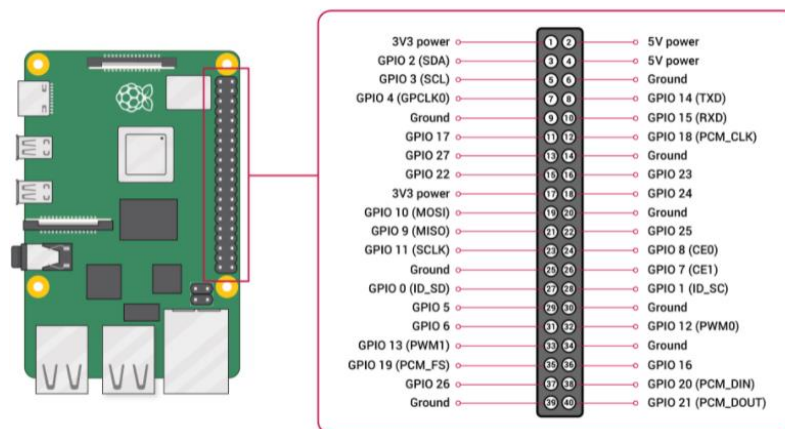 3V3 power 1 2 5V power
GPIO 2 (SDA) 3 4 5V power
GPIO 3 (SCL) 5 6 Ground
GPIO 4 (GPCLK0) 7 8 GPIO 14 (TXD)
Ground 9 10 GPIO 15 (RXD)
GPIO 17 11 12 GPIO 18 (PCM_CLK)
GPIO 27 13 14 Ground
GPIO 22 15 16 GPIO 23
3V3 power 17 18 GPIO 24
GPIO 10 (MOSI) 19 20 Ground
GPIO 9 (MISO) 21 22 GPIO 25
GPIO 11 (SCLK) 23 24 GPIO 8 (CE0)
Ground 25 26 GPIO 7 (CE1)
GPIO 0 (ID_SD) 27 28 GPIO 1 (ID_SC)
GPIO 5 29 30 Ground
GPIO 6 31 32 GPIO 12 (PWM0)
GPIO 13 (PWM1) 33 34 Ground
GPIO 19 (PCM_FS) 35 36 GPIO 16
GPIO 26 37 38 GPIO 20 (PCM_DIN)
Ground 39 40 GPIO 21 (PCM_DOUT)